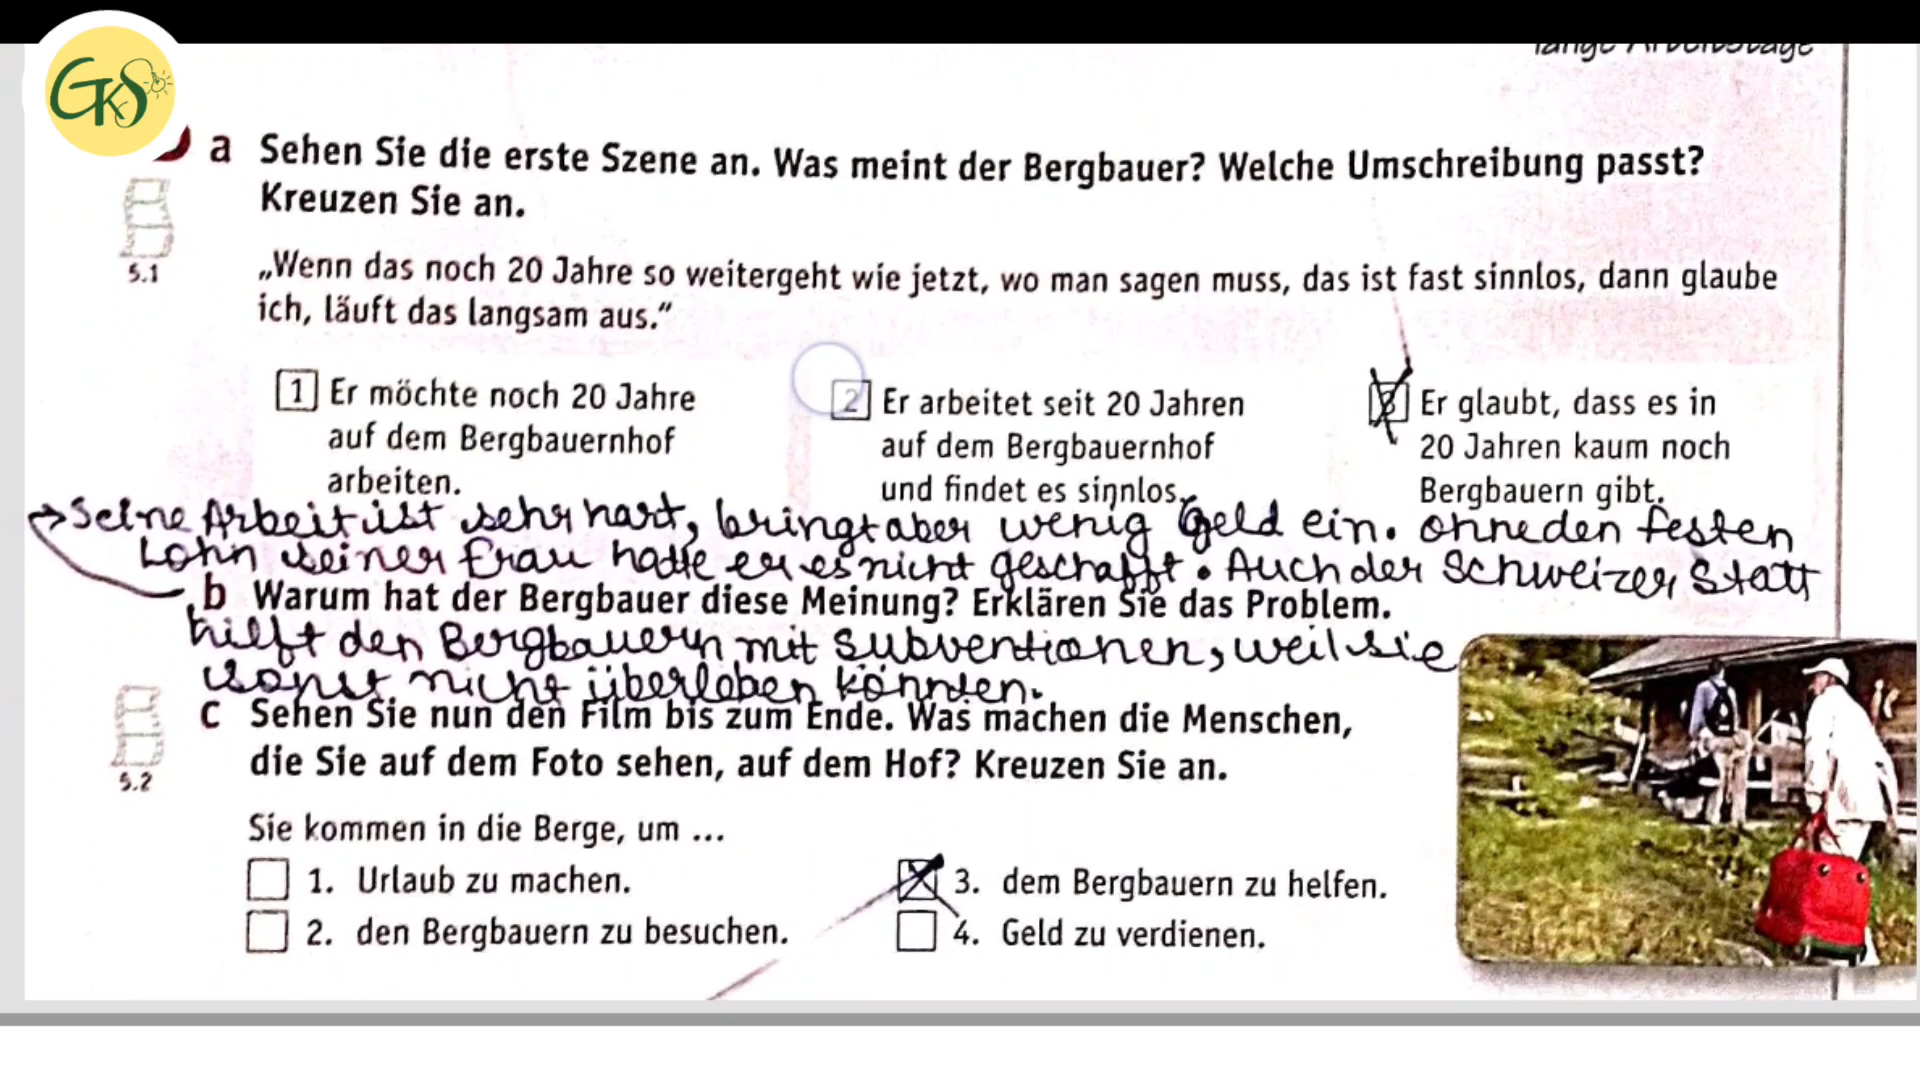 GKS
lange Arbeitstage
a Sehen Sie die erste Szene an. Was meint der Bergbauer? Welche Umschreibung passt?
Kreuzen Sie an.
5.1
„Wenn das noch 20 Jahre so weitergeht wie jetzt, wo man sagen muss, das ist fast sinnlos, dann glaube
ich, läuft das langsam aus.“
1 Er möchte noch 20 Jahre
auf dem Bergbauernhof
arbeiten.
2 Er arbeitet seit 20 Jahren
auf dem Bergbauernhof
und findet es sinnlos.
3 Er glaubt, dass es in
20 Jahren kaum noch
Bergbauern gibt.
→ Seine Arbeit ist sehr hart, bringt aber wenig Geld ein. ohne den festen
Lohn seiner Frau hatte er es nicht geschafft. Auch der Schweizer Statt
b Warum hat der Bergbauer diese Meinung? Erklären Sie das Problem.
hilft den Bergbauern mit Subventionen, weil sie
sonst nicht überleben könnten.
c Sehen Sie nun den Film bis zum Ende. Was machen die Menschen,
die Sie auf dem Foto sehen, auf dem Hof? Kreuzen Sie an.
5.2
Sie kommen in die Berge, um ...
1. Urlaub zu machen.
2. den Bergbauern zu besuchen.
3. dem Bergbauern zu helfen.
4. Geld zu verdienen.